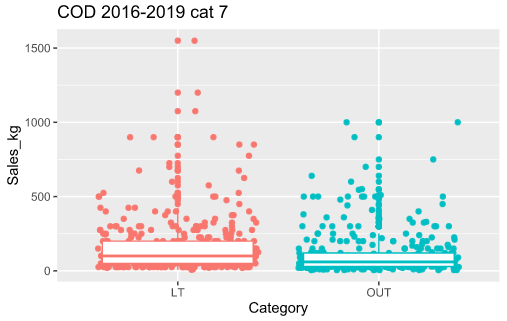 COD 2016-2019 cat 7
Sales_kg
1500
1000
500
0
LT OUT
Category